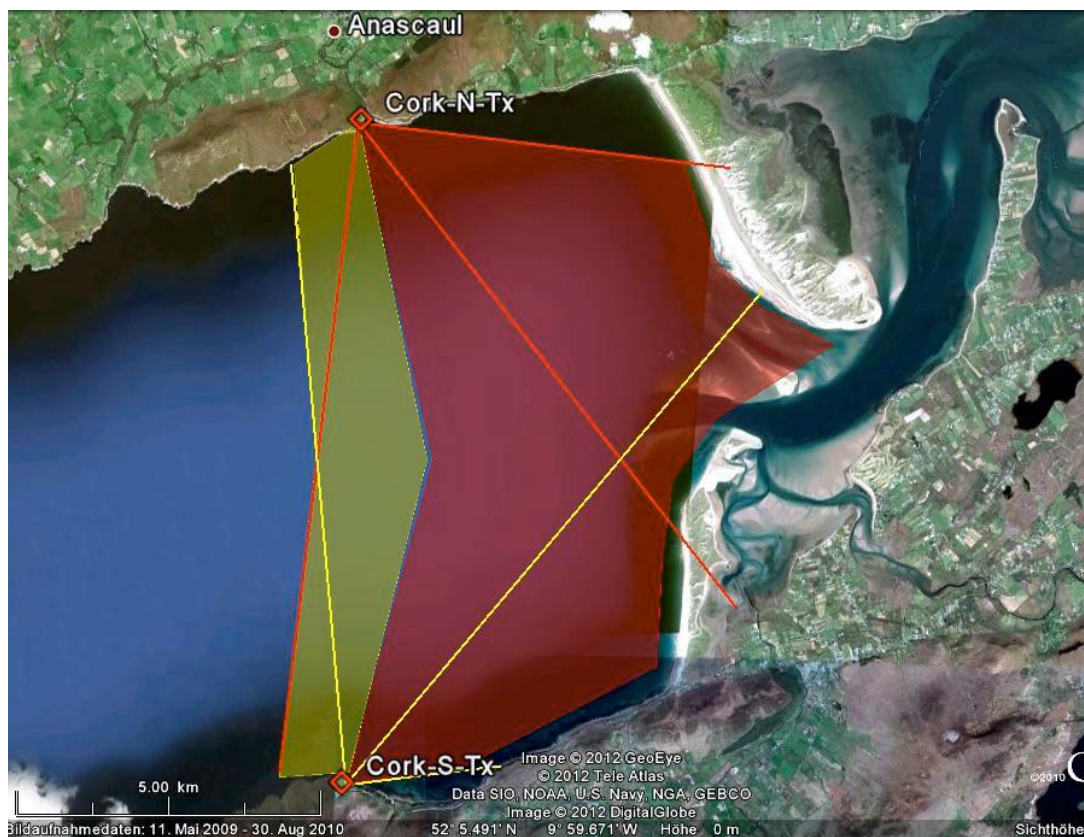 Anascaul
Cork-N-Tx
Cork-S-Tx
Image © 2012 GeoEye
© 2012 Tele Atlas
Data SIO, NOAA, U.S. Navy, NGA, GEBCO
Image © 2012 DigitalGlobe
5.00 km
©2010
Bildaufnahmedaten: 11. Mai 2009 - 30. Aug 2010 52° 5.491' N 9° 59.671' W Höhe 0 m Sichthöhe